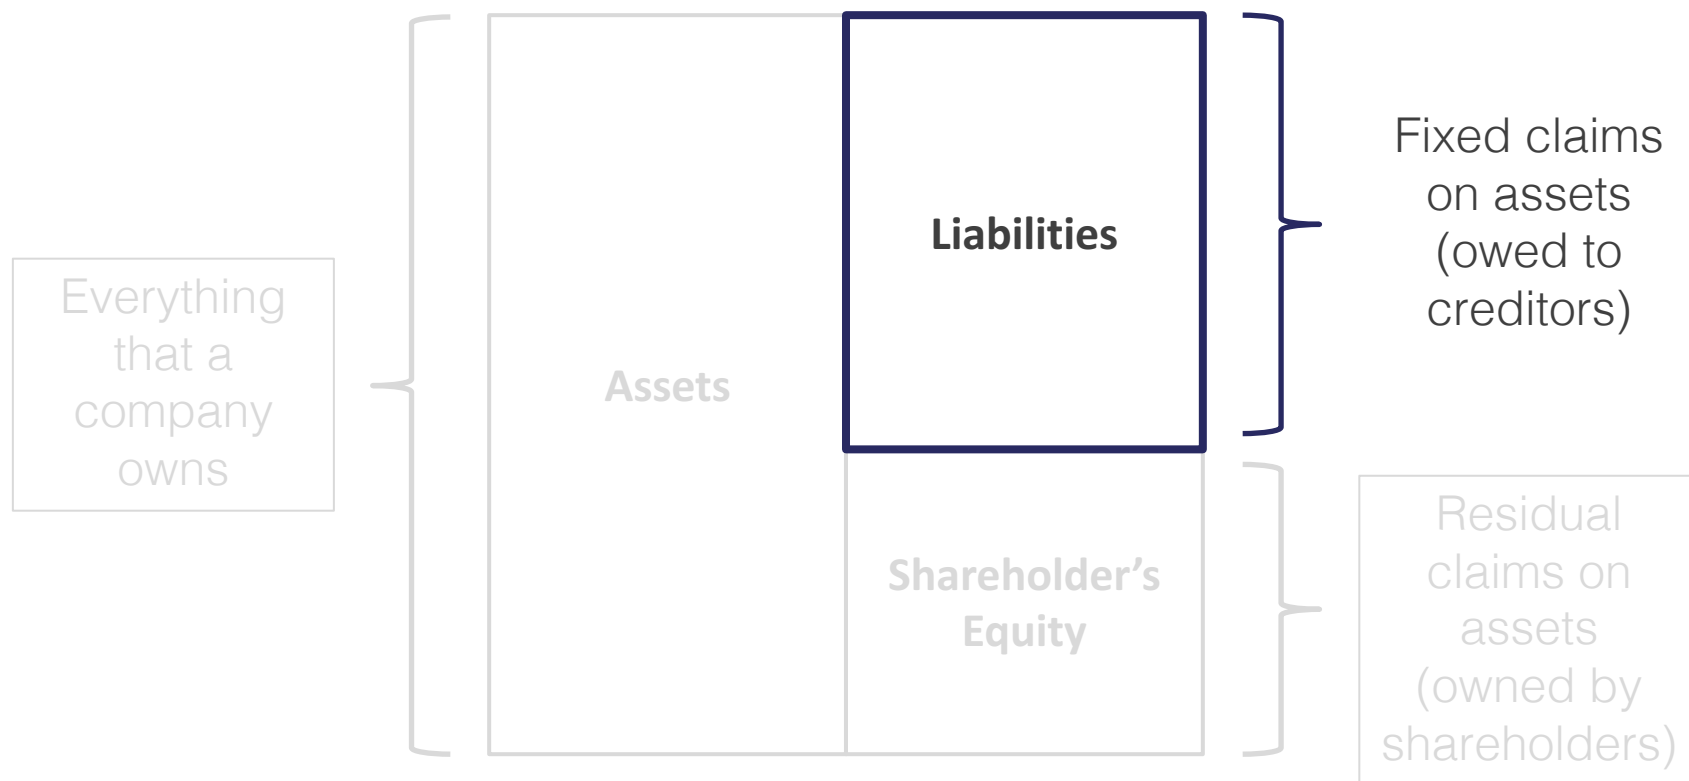 Everything
that a
company
owns
Assets
Liabilities
Shareholder’s
Equity
Fixed claims
on assets
(owed to
creditors)
Residual
claims on
assets
(owned by
shareholders)